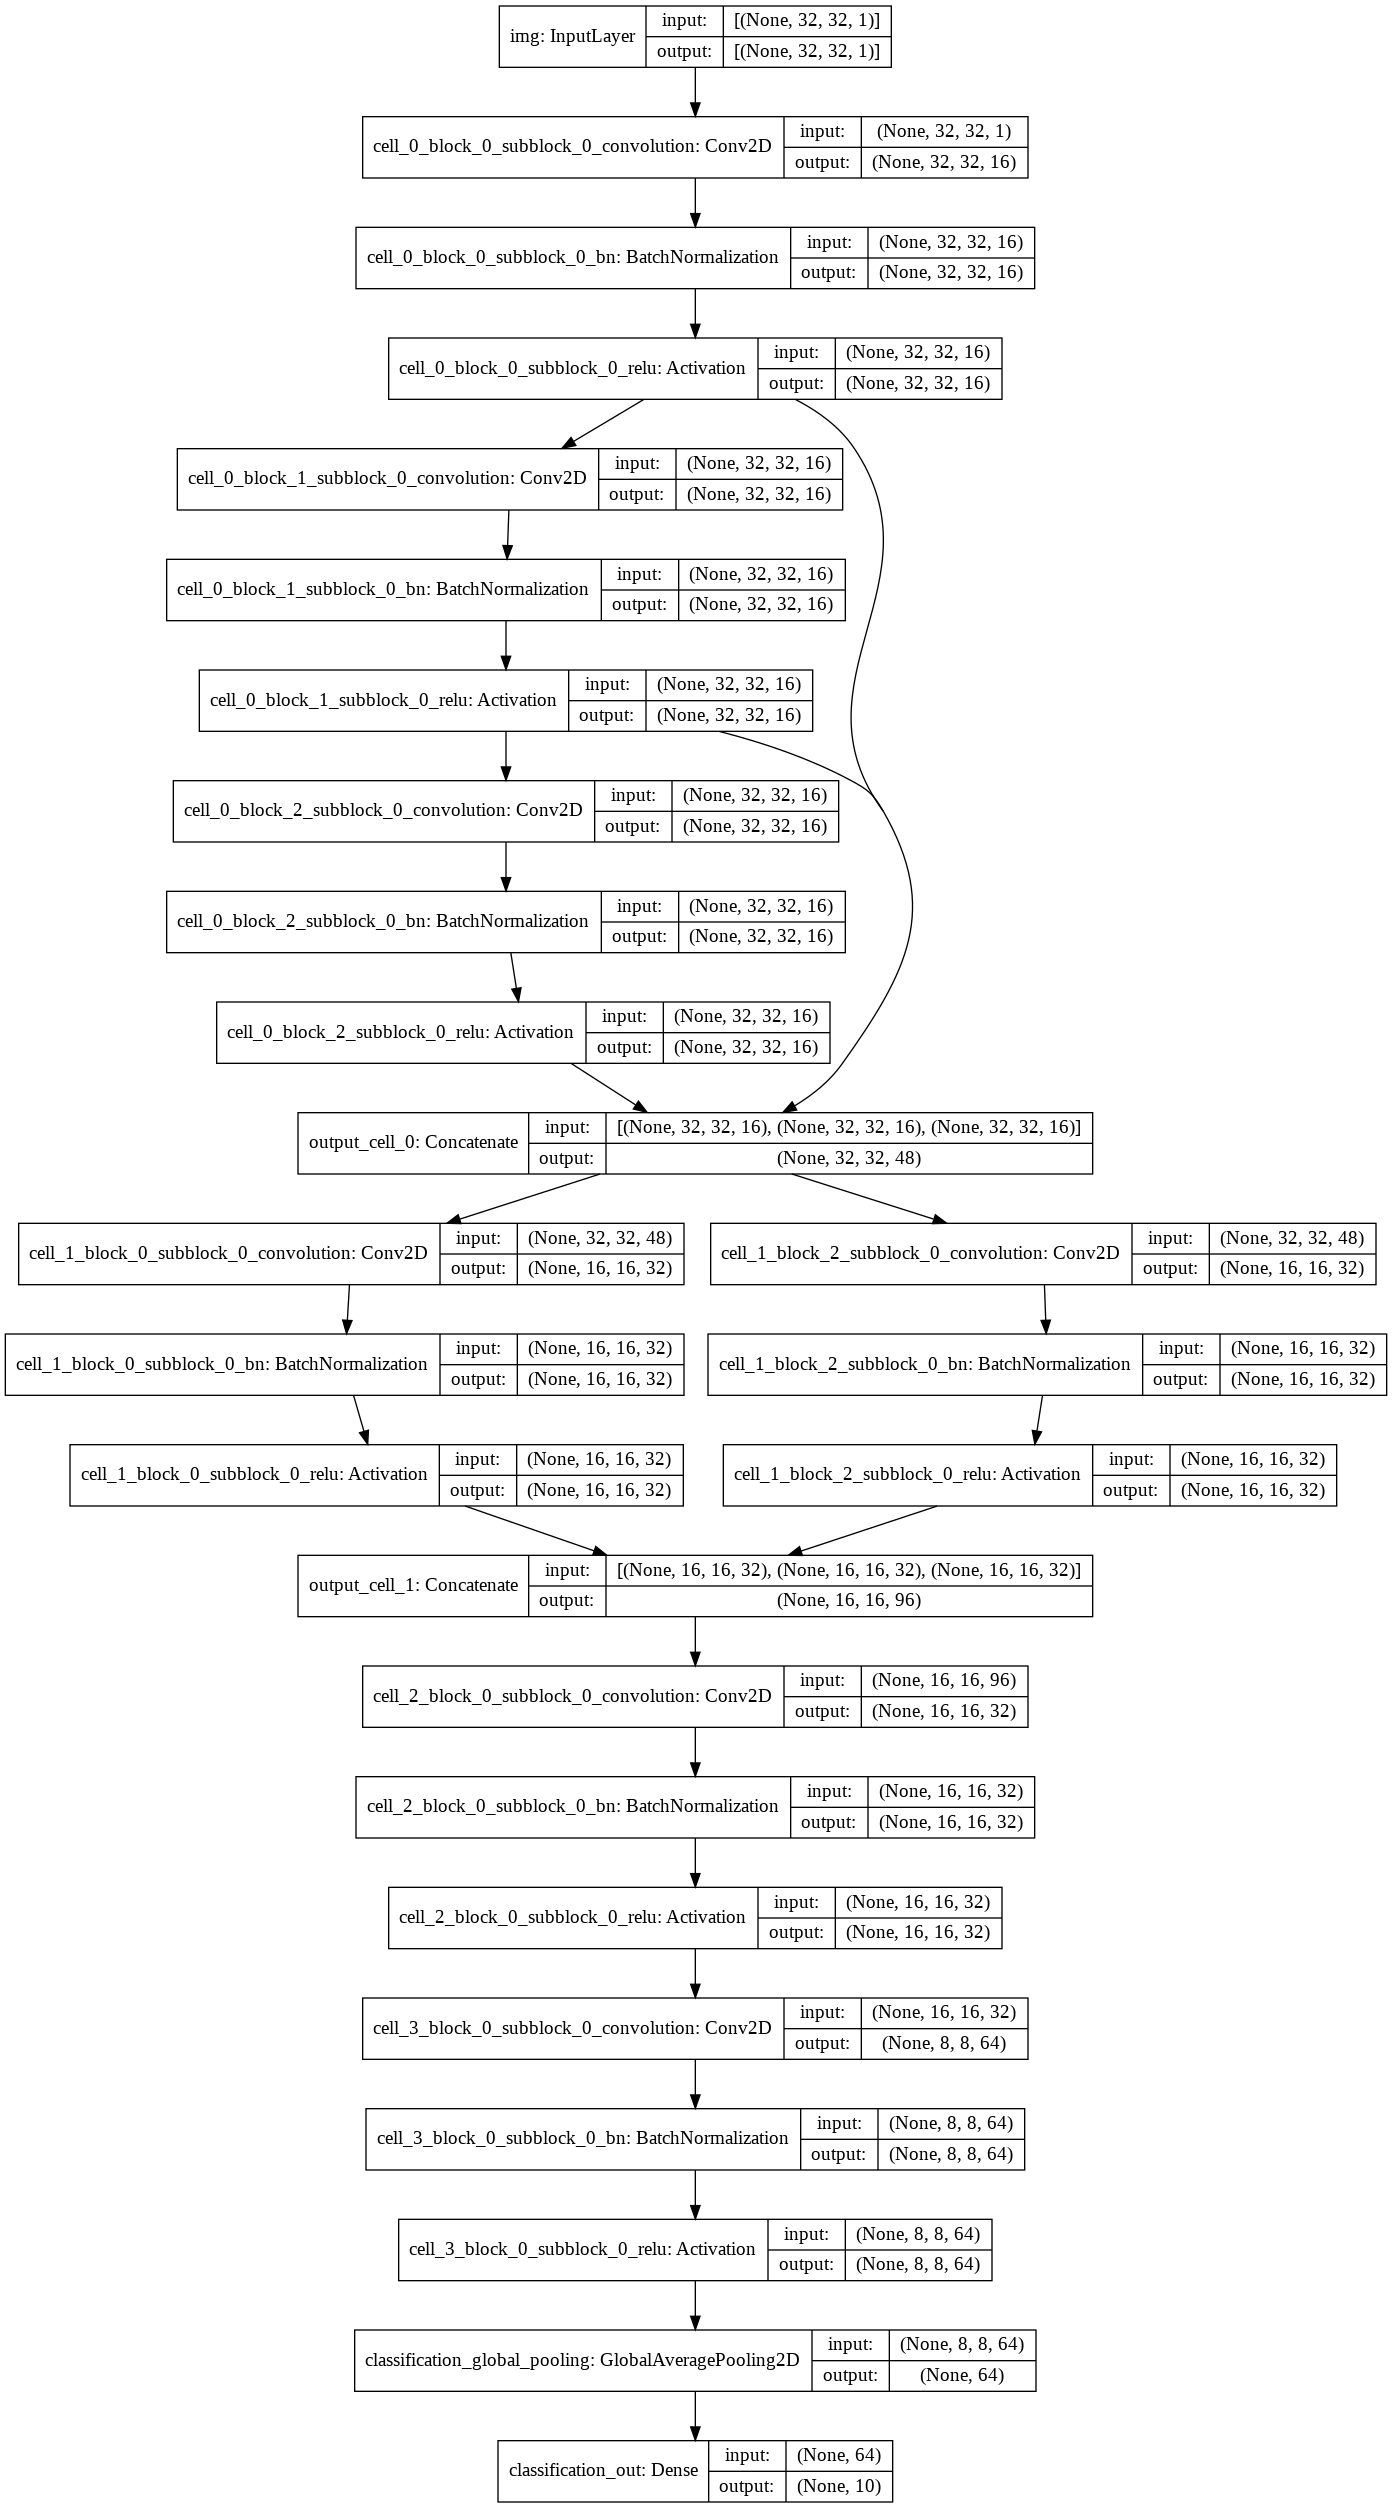 img: InputLayer
input: [(None, 32, 32, 1)]
output: [(None, 32, 32, 1)]
cell_0_block_0_subblock_0_convolution: Conv2D
input: (None, 32, 32, 1)
output: (None, 32, 32, 16)
cell_0_block_0_subblock_0_bn: BatchNormalization
input: (None, 32, 32, 16)
output: (None, 32, 32, 16)
cell_0_block_0_subblock_0_relu: Activation
input: (None, 32, 32, 16)
output: (None, 32, 32, 16)
cell_0_block_1_subblock_0_convolution: Conv2D
input: (None, 32, 32, 16)
output: (None, 32, 32, 16)
cell_0_block_1_subblock_0_bn: BatchNormalization
input: (None, 32, 32, 16)
output: (None, 32, 32, 16)
cell_0_block_1_subblock_0_relu: Activation
input: (None, 32, 32, 16)
output: (None, 32, 32, 16)
cell_0_block_2_subblock_0_convolution: Conv2D
input: (None, 32, 32, 16)
output: (None, 32, 32, 16)
cell_0_block_2_subblock_0_bn: BatchNormalization
input: (None, 32, 32, 16)
output: (None, 32, 32, 16)
cell_0_block_2_subblock_0_relu: Activation
input: (None, 32, 32, 16)
output: (None, 32, 32, 16)
output_cell_0: Concatenate
input: [(None, 32, 32, 16), (None, 32, 32, 16), (None, 32, 32, 16)]
output: (None, 32, 32, 48)
cell_1_block_0_subblock_0_convolution: Conv2D
input: (None, 32, 32, 48)
output: (None, 16, 16, 32)
cell_1_block_2_subblock_0_convolution: Conv2D
input: (None, 32, 32, 48)
output: (None, 16, 16, 32)
cell_1_block_0_subblock_0_bn: BatchNormalization
input: (None, 16, 16, 32)
output: (None, 16, 16, 32)
cell_1_block_2_subblock_0_bn: BatchNormalization
input: (None, 16, 16, 32)
output: (None, 16, 16, 32)
cell_1_block_0_subblock_0_relu: Activation
input: (None, 16, 16, 32)
output: (None, 16, 16, 32)
cell_1_block_2_subblock_0_relu: Activation
input: (None, 16, 16, 32)
output: (None, 16, 16, 32)
output_cell_1: Concatenate
input: [(None, 16, 16, 32), (None, 16, 16, 32), (None, 16, 16, 32)]
output: (None, 16, 16, 96)
cell_2_block_0_subblock_0_convolution: Conv2D
input: (None, 16, 16, 96)
output: (None, 16, 16, 32)
cell_2_block_0_subblock_0_bn: BatchNormalization
input: (None, 16, 16, 32)
output: (None, 16, 16, 32)
cell_2_block_0_subblock_0_relu: Activation
input: (None, 16, 16, 32)
output: (None, 16, 16, 32)
cell_3_block_0_subblock_0_convolution: Conv2D
input: (None, 16, 16, 32)
output: (None, 8, 8, 64)
cell_3_block_0_subblock_0_bn: BatchNormalization
input: (None, 8, 8, 64)
output: (None, 8, 8, 64)
cell_3_block_0_subblock_0_relu: Activation
input: (None, 8, 8, 64)
output: (None, 8, 8, 64)
classification_global_pooling: GlobalAveragePooling2D
input: (None, 8, 8, 64)
output: (None, 64)
classification_out: Dense
input: (None, 64)
output: (None, 10)